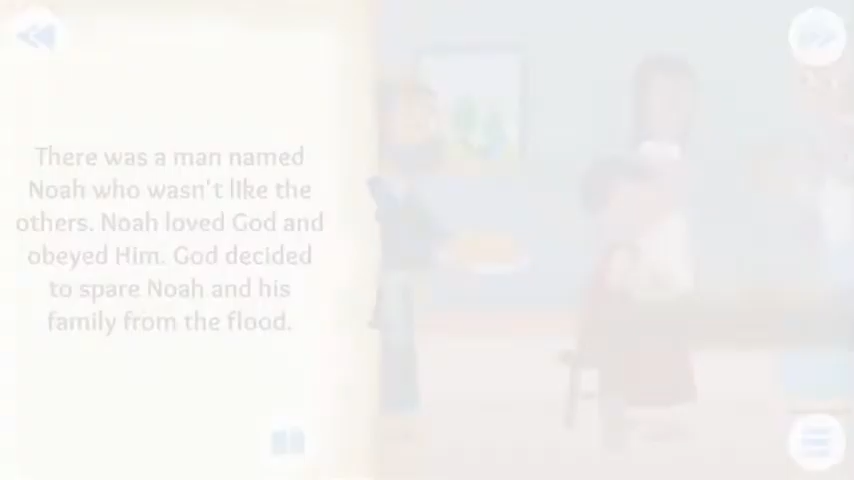 There was a man named
Noah who wasn't like the
others. Noah loved God and
obeyed Him. God decided
to spare Noah and his
family from the flood.